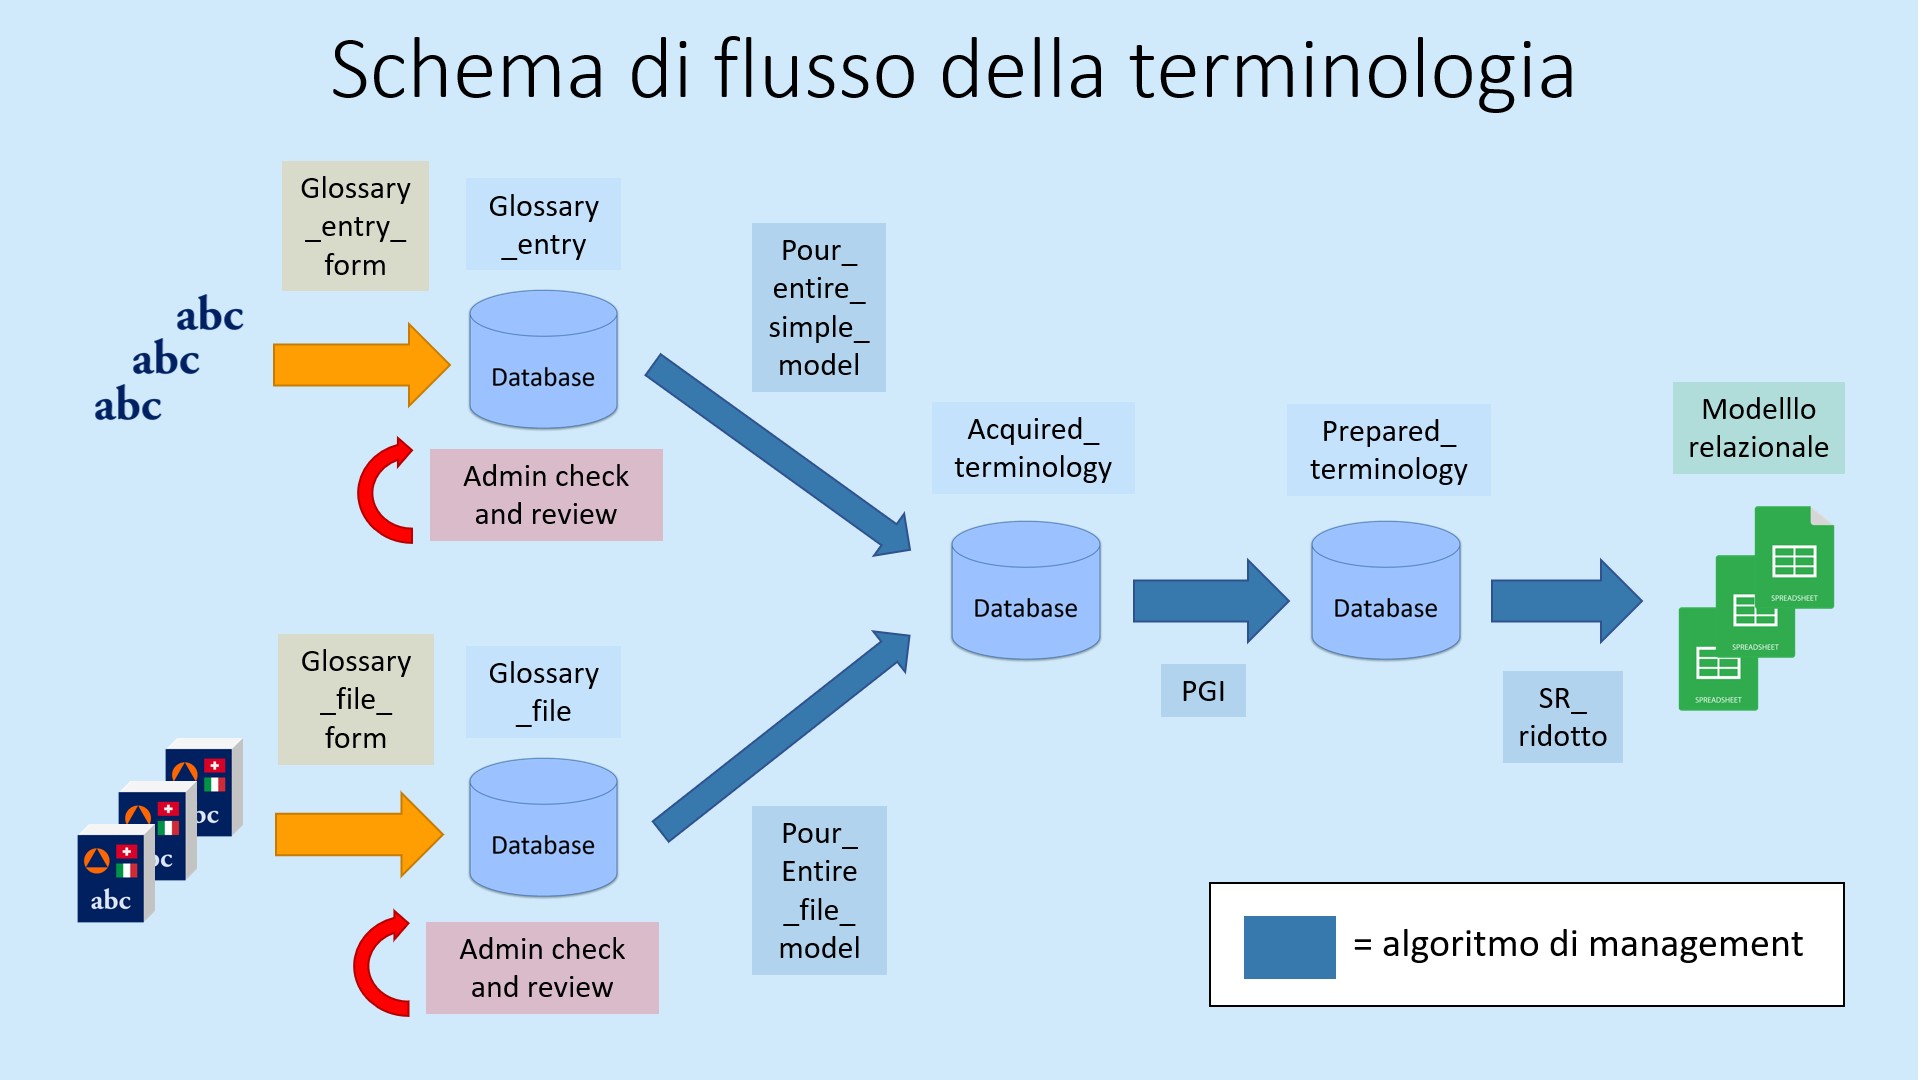 Schema di flusso della terminologia
Glossary
_entry_
form
Glossary
_entry
Pour_
entire_
simple_
model
abc
abc
abc
Database
Admin check
and review
Acquired_
terminology
Prepared_
terminology
Modelllo
relazionale
Database
Database
SPREADSHEET
SPREADSHEET
SPREADSHEET
PGI
SR_
ridotto
Glossary
_file_
form
Glossary
_file
bc
bc
abc
Database
Pour_
Entire
_file_
model
Admin check
and review
= algoritmo di management